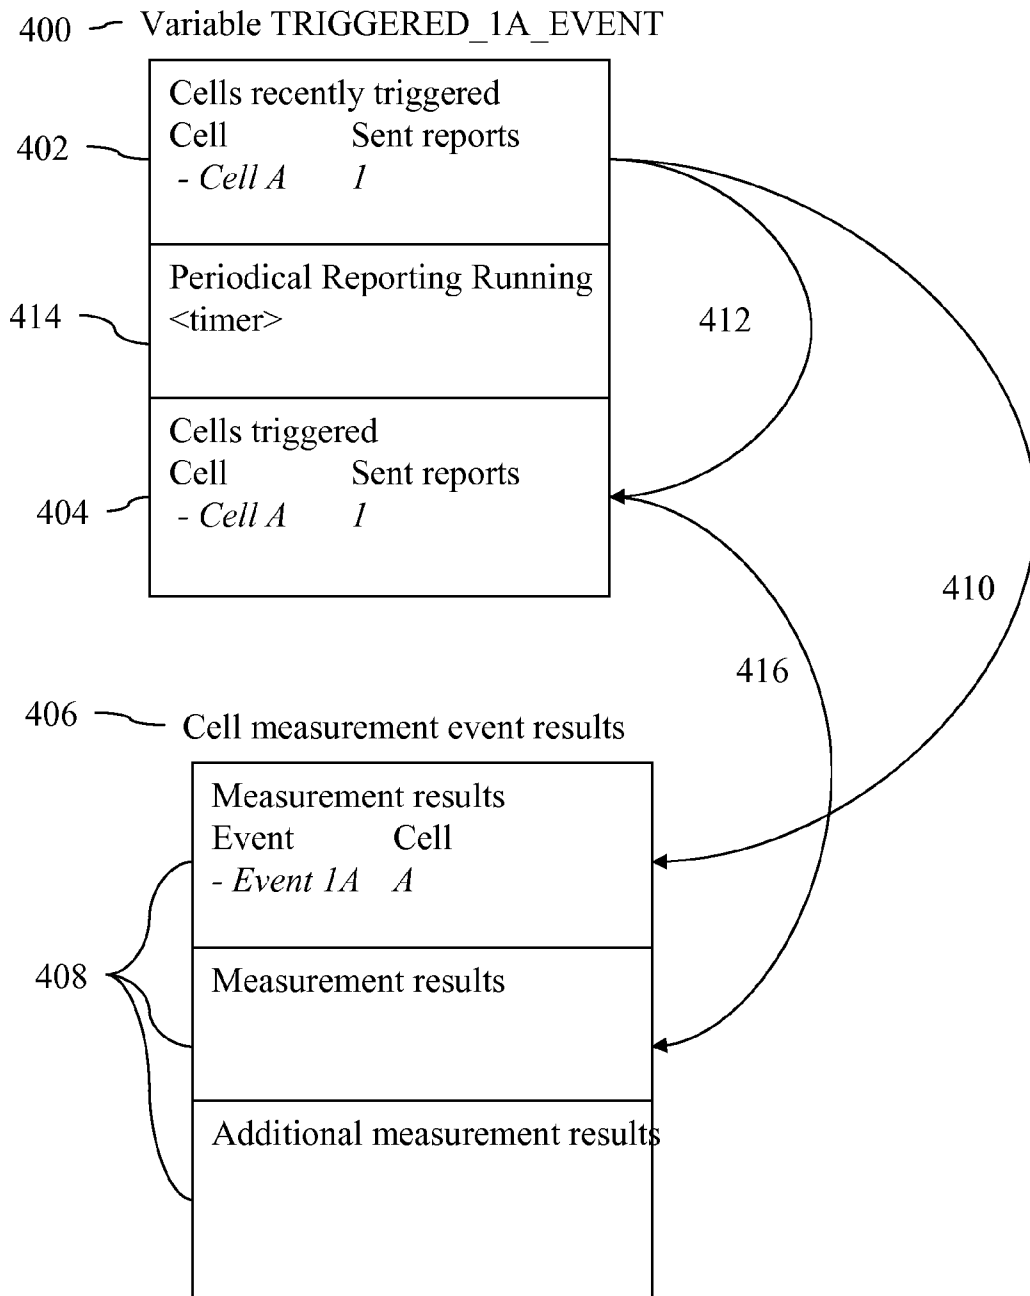 400 Variable TRIGGERED_1A_EVENT
Cells recently triggered
Cell Sent reports
402
- Cell A 1
Periodical Reporting Running
414 <timer>
412
Cells triggered
Cell Sent reports
404
- Cell A 1
410
416
406 Cell measurement event results
Measurement results
Event Cell
- Event 1A A
408 Measurement results
Additional measurement results